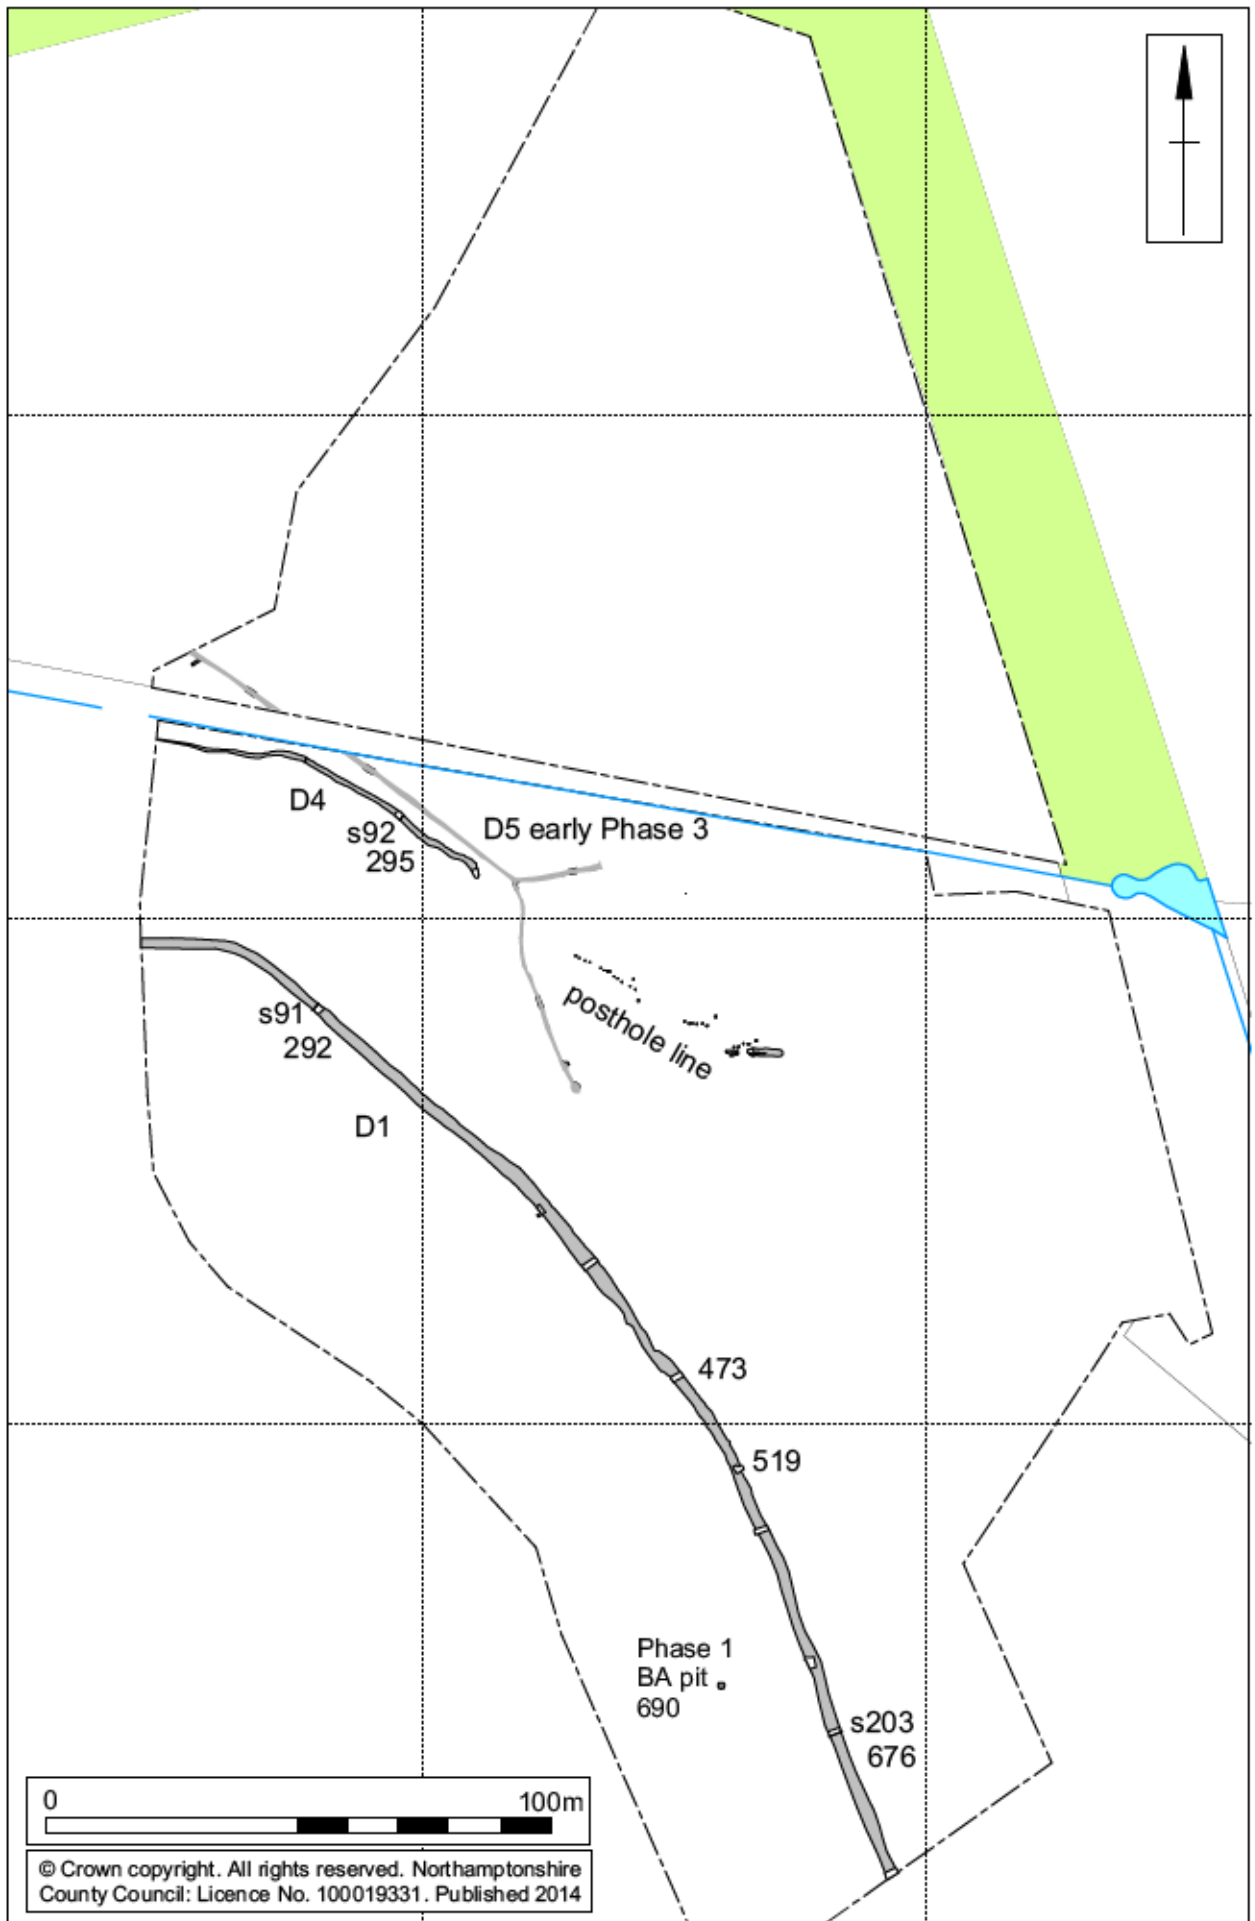 D4
s92
295
D5 early Phase 3
s91
292
posthole line
D1
473
519
Phase 1
BA pit
690
s203
676
0 100m
© Crown copyright. All rights reserved. Northamptonshire
County Council: Licence No. 100019331. Published 2014